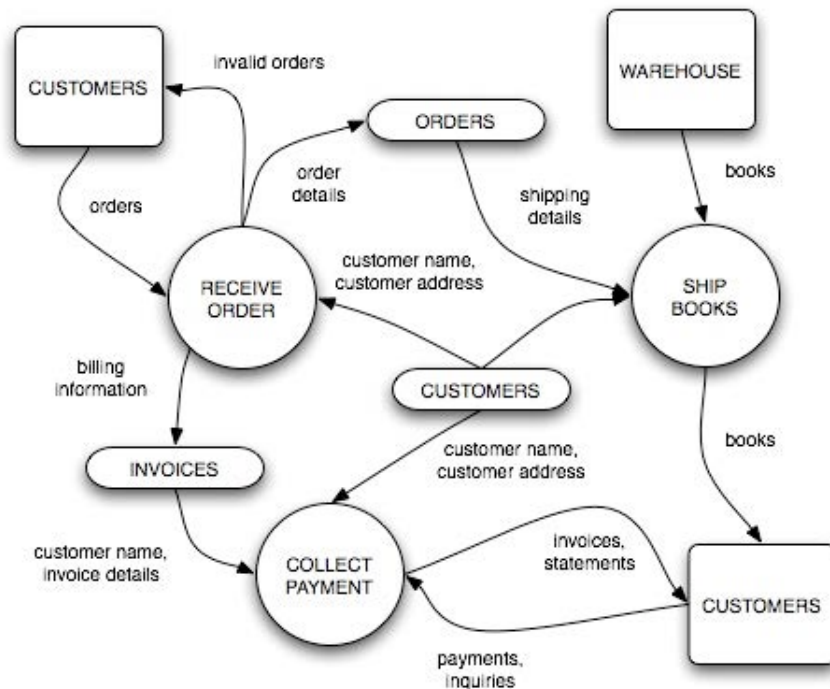 invalid orders
CUSTOMERS
WAREHOUSE
ORDERS
order
details
books
shipping
details
orders
customer name,
customer address
RECEIVE
ORDER
SHIP
BOOKS
billing
information
CUSTOMERS
books
customer name,
customer address
INVOICES
customer name,
invoice details
COLLECT
PAYMENT
invoices,
statements
CUSTOMERS
payments,
inquiries